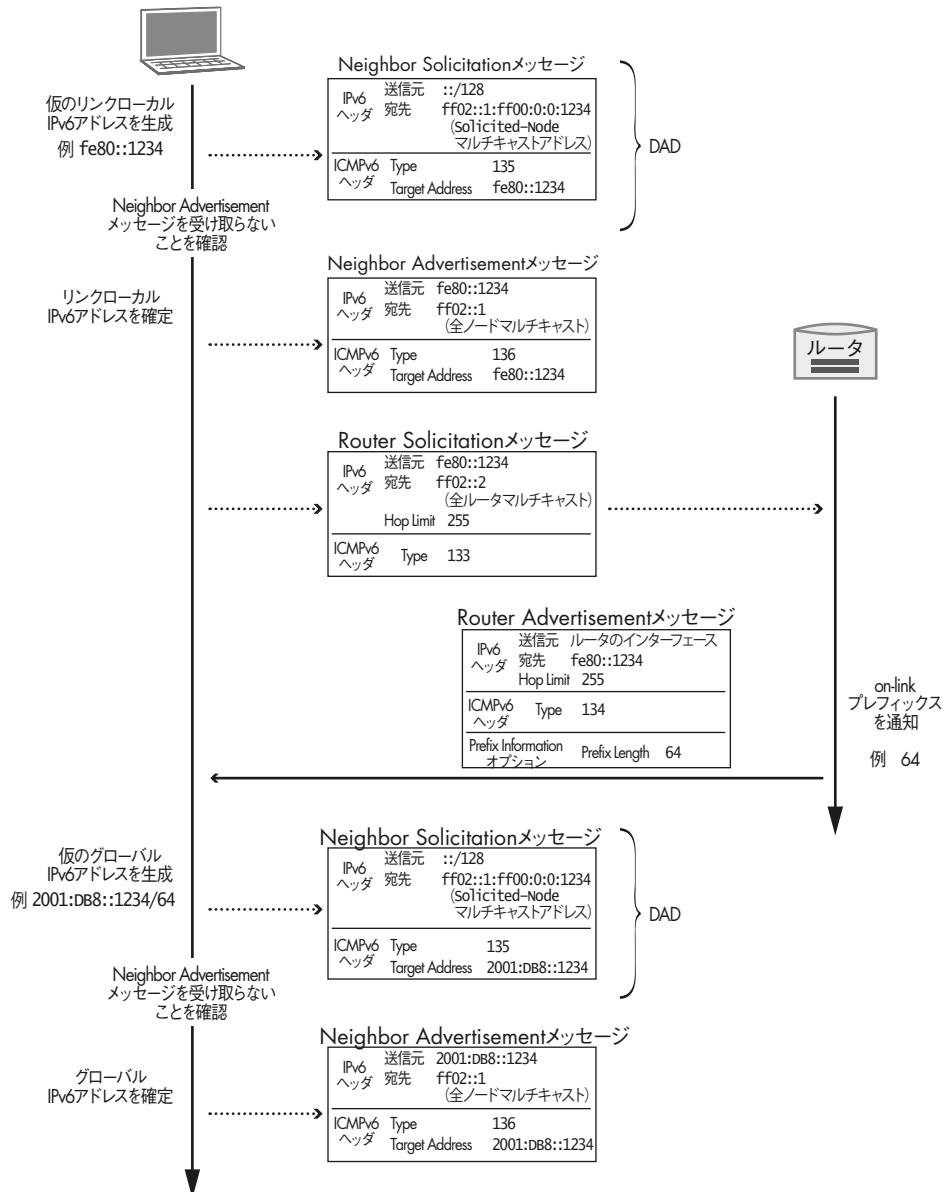 Neighbor Solicitationメッセージ
仮のリンクローカル
IPv6アドレスを生成
例 fe80::1234
IPv6
ヘッダ
送信元 ::/128
宛先 ff02::1:ff00:0:0:1234
(Solicited-Node
マルチキャストアドレス)
ICMPv6
ヘッダ
Type 135
Target Address fe80::1234
DAD
Neighbor Advertisement
メッセージを受け取らない
ことを確認
Neighbor Advertisementメッセージ
リンクローカル
IPv6アドレスを確定
IPv6
ヘッダ
送信元 fe80::1234
宛先 ff02::1
(全ノードマルチキャスト)
ICMPv6
ヘッダ
Type 136
Target Address fe80::1234
ルータ
Router Solicitationメッセージ
IPv6
ヘッダ
送信元 fe80::1234
宛先 ff02::2
(全ルータマルチキャスト)
Hop Limit 255
ICMPv6
ヘッダ
Type 133
Router Advertisementメッセージ
IPv6
ヘッダ
送信元 ルータのインターフェース
宛先 fe80::1234
Hop Limit 255
ICMPv6
ヘッダ
Type 134
Prefix Information
オプション
Prefix Length 64
on-link
プレフィックス
を通知
例 64
Neighbor Solicitationメッセージ
仮のグローバル
IPv6アドレスを生成
例 2001:DB8::1234/64
IPv6
ヘッダ
送信元 ::/128
宛先 ff02::1:ff00:0:0:1234
(Solicited-Node
マルチキャストアドレス)
ICMPv6
ヘッダ
Type 135
Target Address 2001:DB8::1234
DAD
Neighbor Advertisement
メッセージを受け取らない
ことを確認
Neighbor Advertisementメッセージ
グローバル
IPv6アドレスを確定
IPv6
ヘッダ
送信元 2001:DB8::1234
宛先 ff02::1
(全ノードマルチキャスト)
ICMPv6
ヘッダ
Type 136
Target Address 2001:DB8::1234